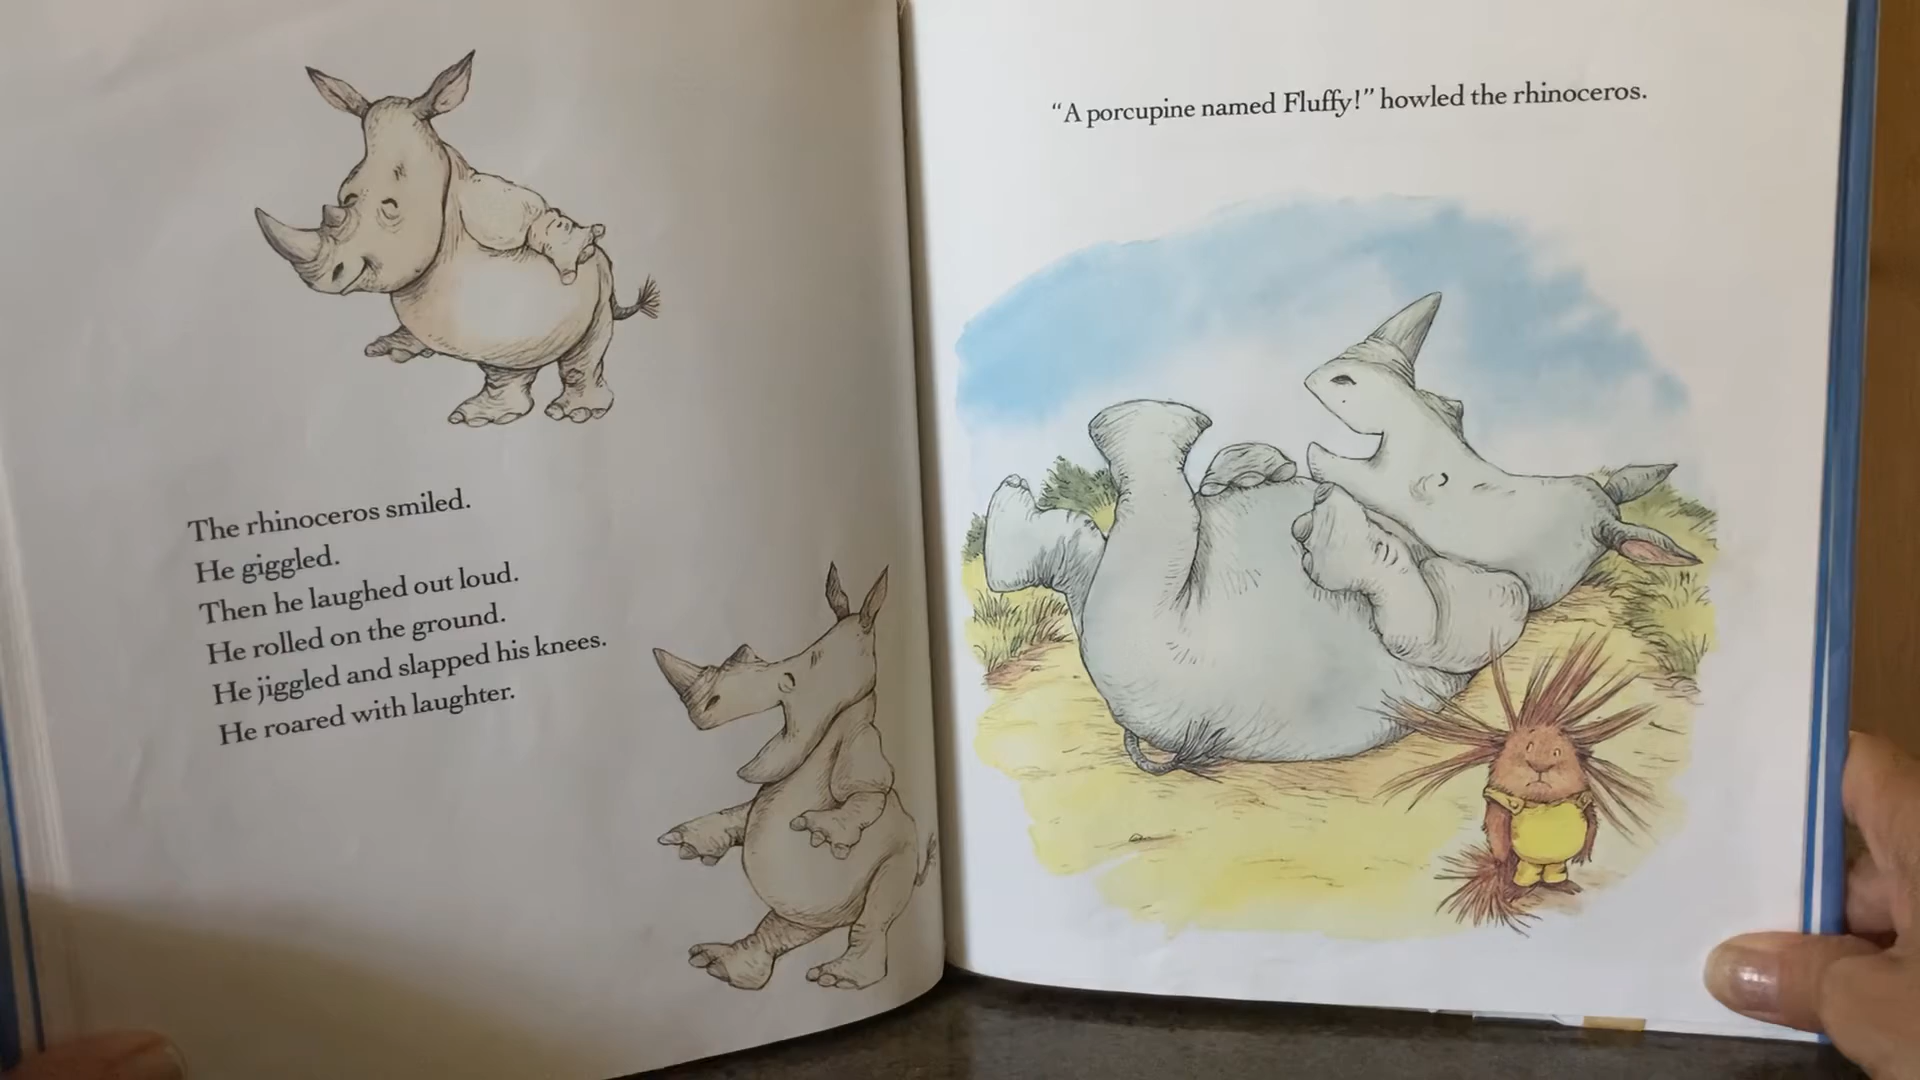 The rhinoceros smiled.
He giggled.
Then he laughed out loud.
He rolled on the ground.
He jiggled and slapped his knees.
He roared with laughter.
“A porcupine named Fluffy!” howled the rhinoceros.